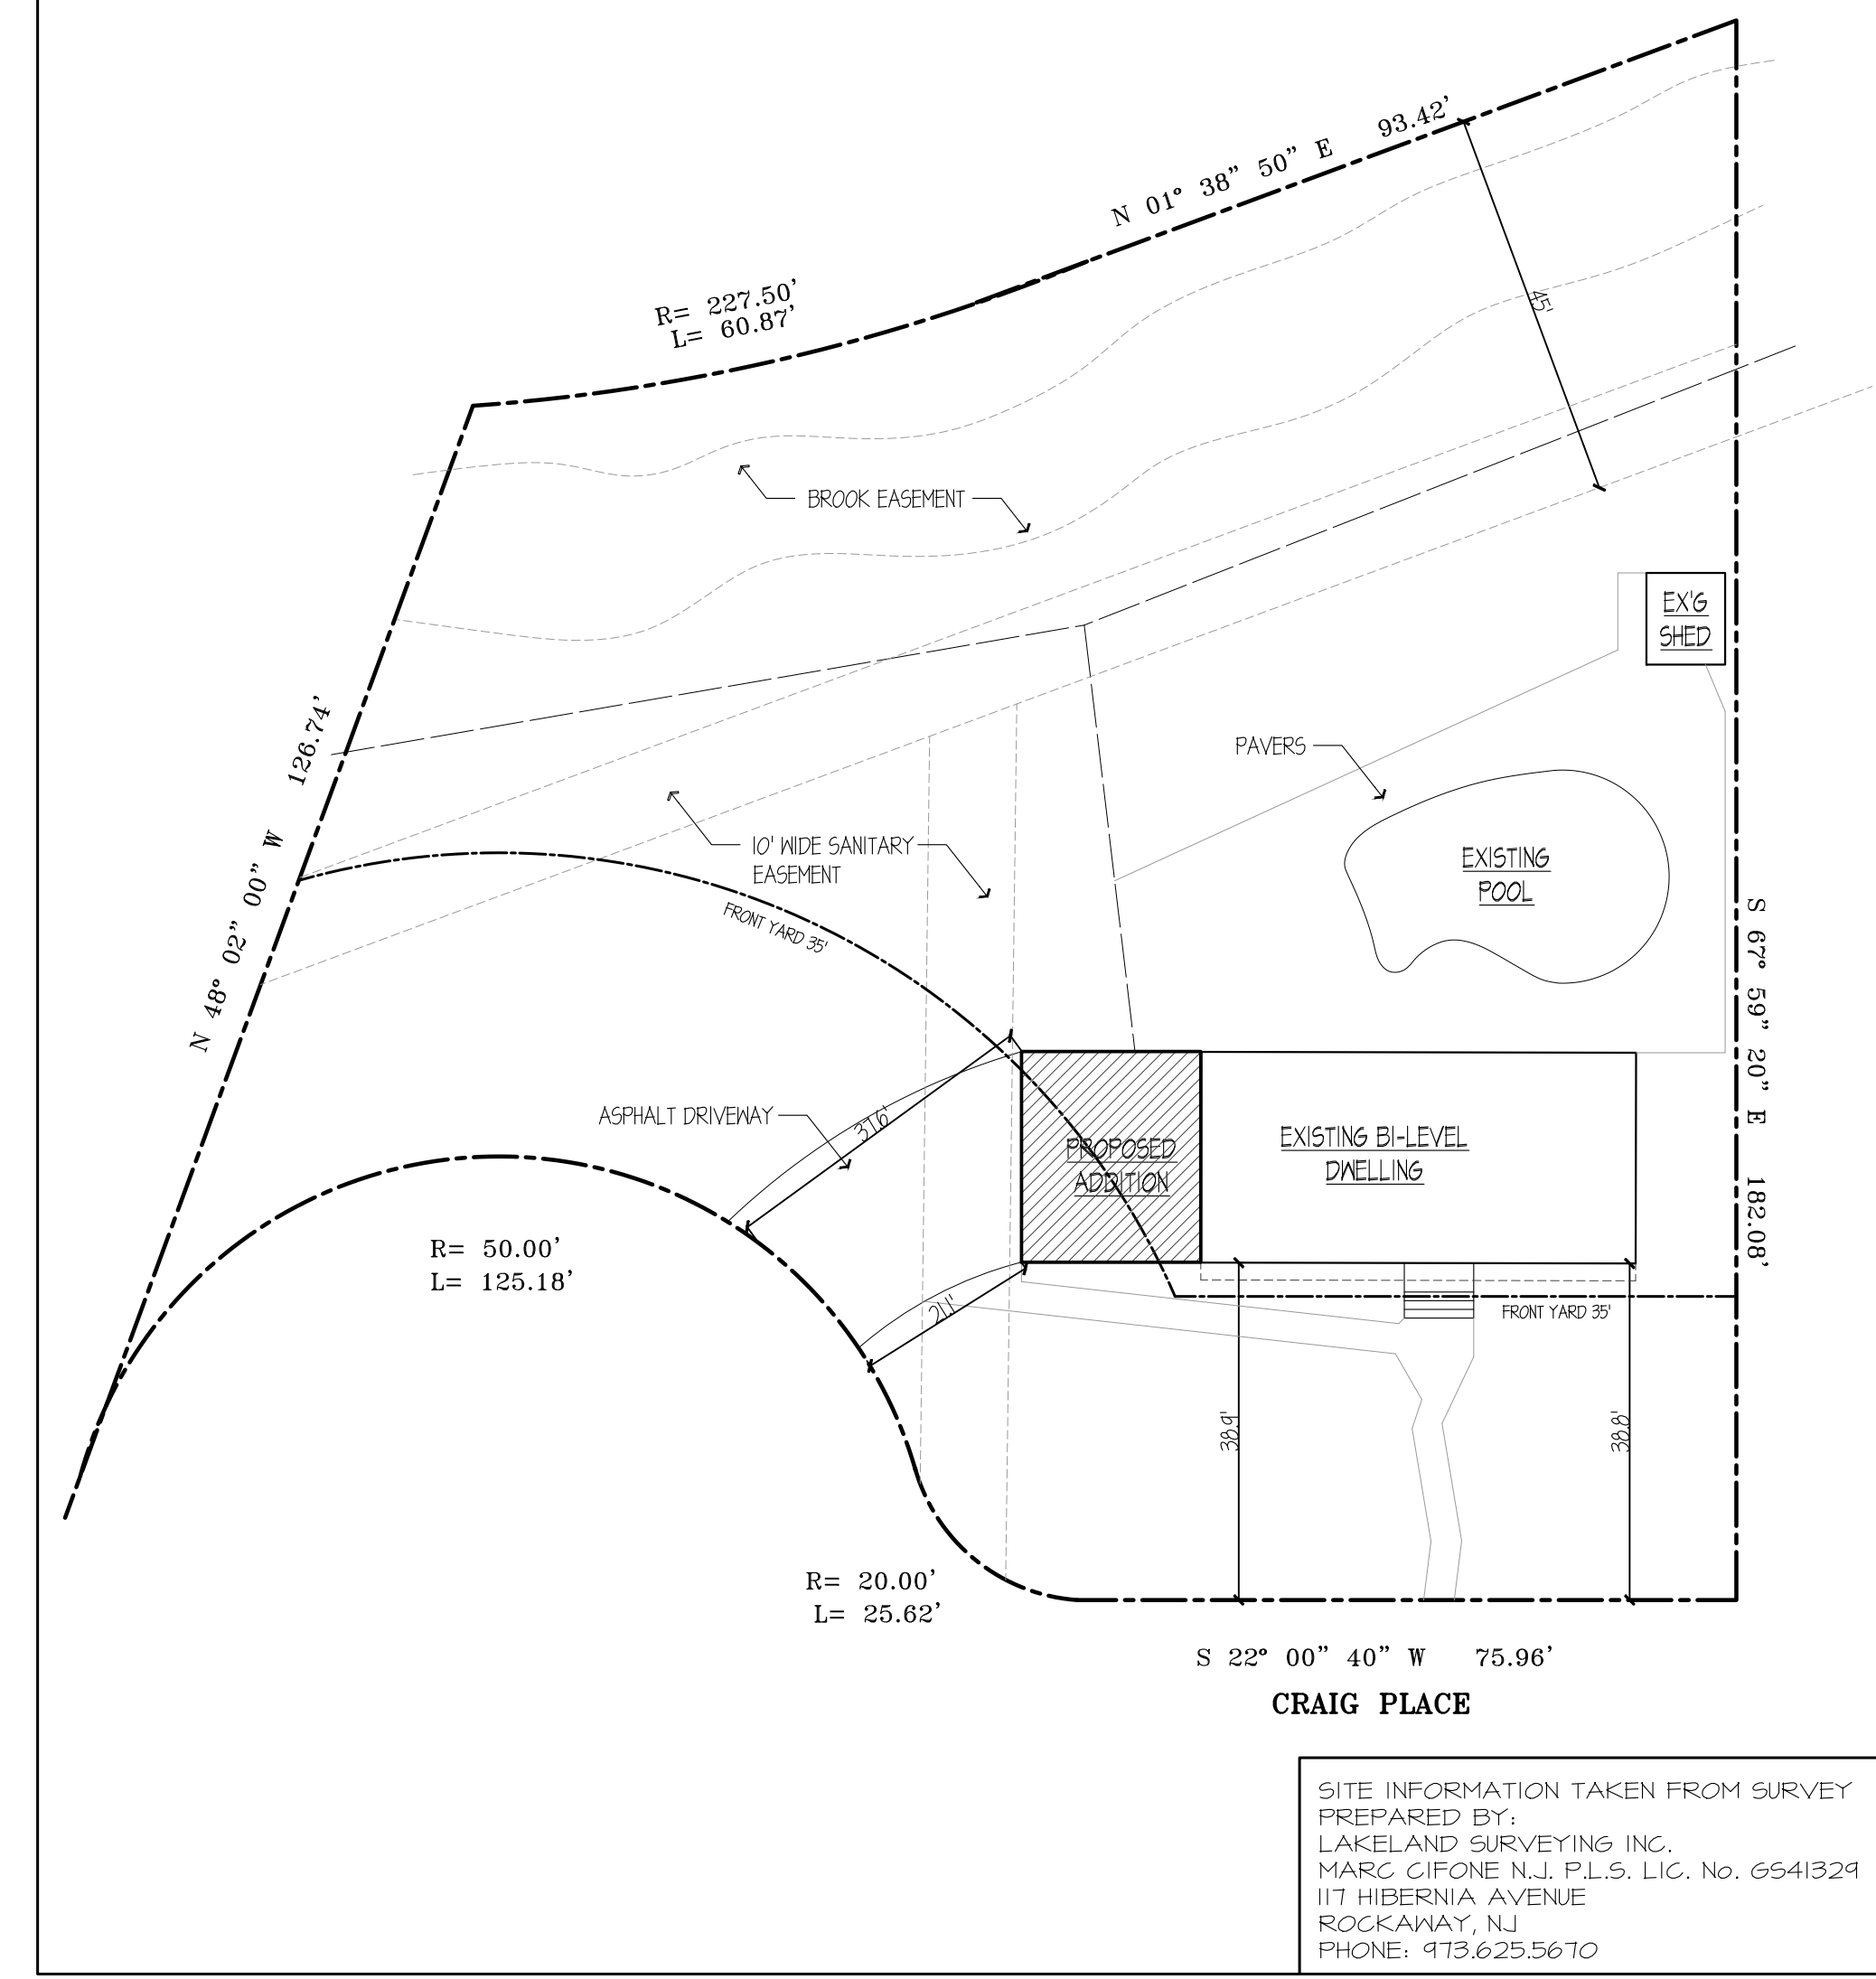 N 01° 38” 50” E 93.42’
R= 227.50’
L= 60.87’
45'
BROOK EASEMENT
EX'G
SHED
N 48° 02” 00” W 126.74’
PAVERS
10' WIDE SANITARY
EASEMENT
EXISTING
POOL
FRONT YARD 35'
S 67° 59” 20” E 182.08’
ASPHALT DRIVEWAY
37.6'
PROPOSED
ADDITION
EXISTING BI-LEVEL
DWELLING
R= 50.00’
L= 125.18’
21.1'
FRONT YARD 35'
38.9'
38.8'
R= 20.00’
L= 25.62’
S 22° 00” 40” W 75.96’
CRAIG PLACE
SITE INFORMATION TAKEN FROM SURVEY
PREPARED BY:
LAKELAND SURVEYING INC.
MARC CIFONE N.J. P.L.S. LIC. No. GS41329
117 HIBERNIA AVENUE
ROCKAWAY, NJ
PHONE: 973.625.5670